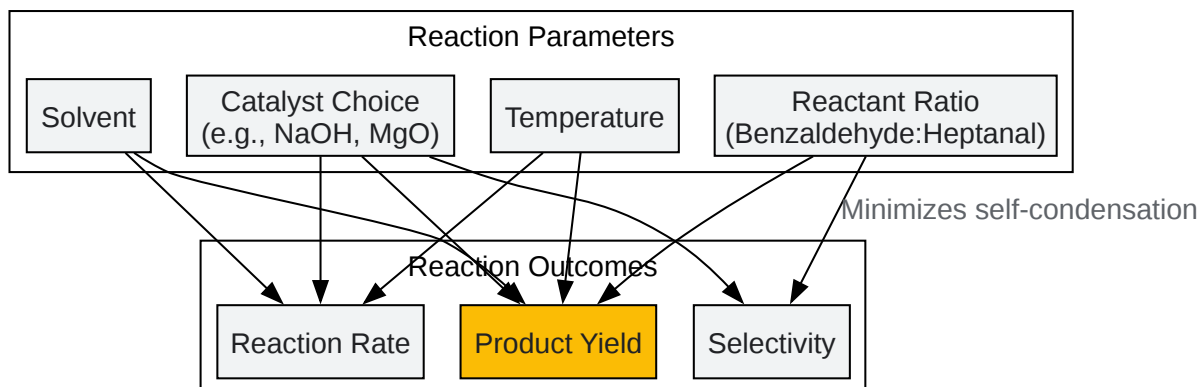 Reaction Parameters
Solvent
Catalyst Choice
(e.g., NaOH, MgO)
Temperature
Reactant Ratio
(Benzaldehyde:Heptanal)
Minimizes self-condensation
Reaction Outcomes
Reaction Rate
Product Yield
Selectivity